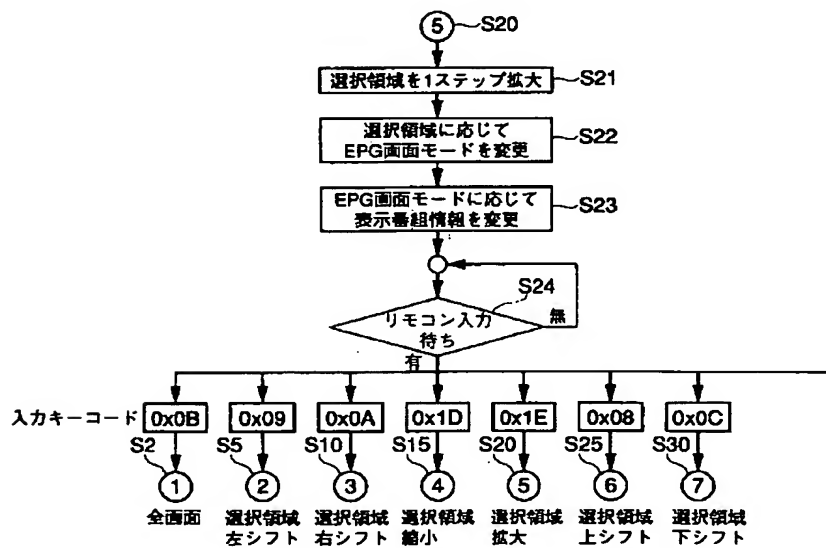 5 S20
選択領域を1ステップ拡大 S21
選択領域に応じて
EPG画面モードを変更 S22
EPG画面モードに応じて
表示番組情報を変更 S23
S24
リモコン入力
待ち
無
有
入力キーコード 0x0B 0x09 0x0A 0x1D 0x1E 0x08 0x0C
S2 S5 S10 S15 S20 S25 S30
1 2 3 4 5 6 7
全画面 選択領域 選択領域 選択領域 選択領域 選択領域 選択領域
左シフト 右シフト 縮小 拡大 上シフト 下シフト